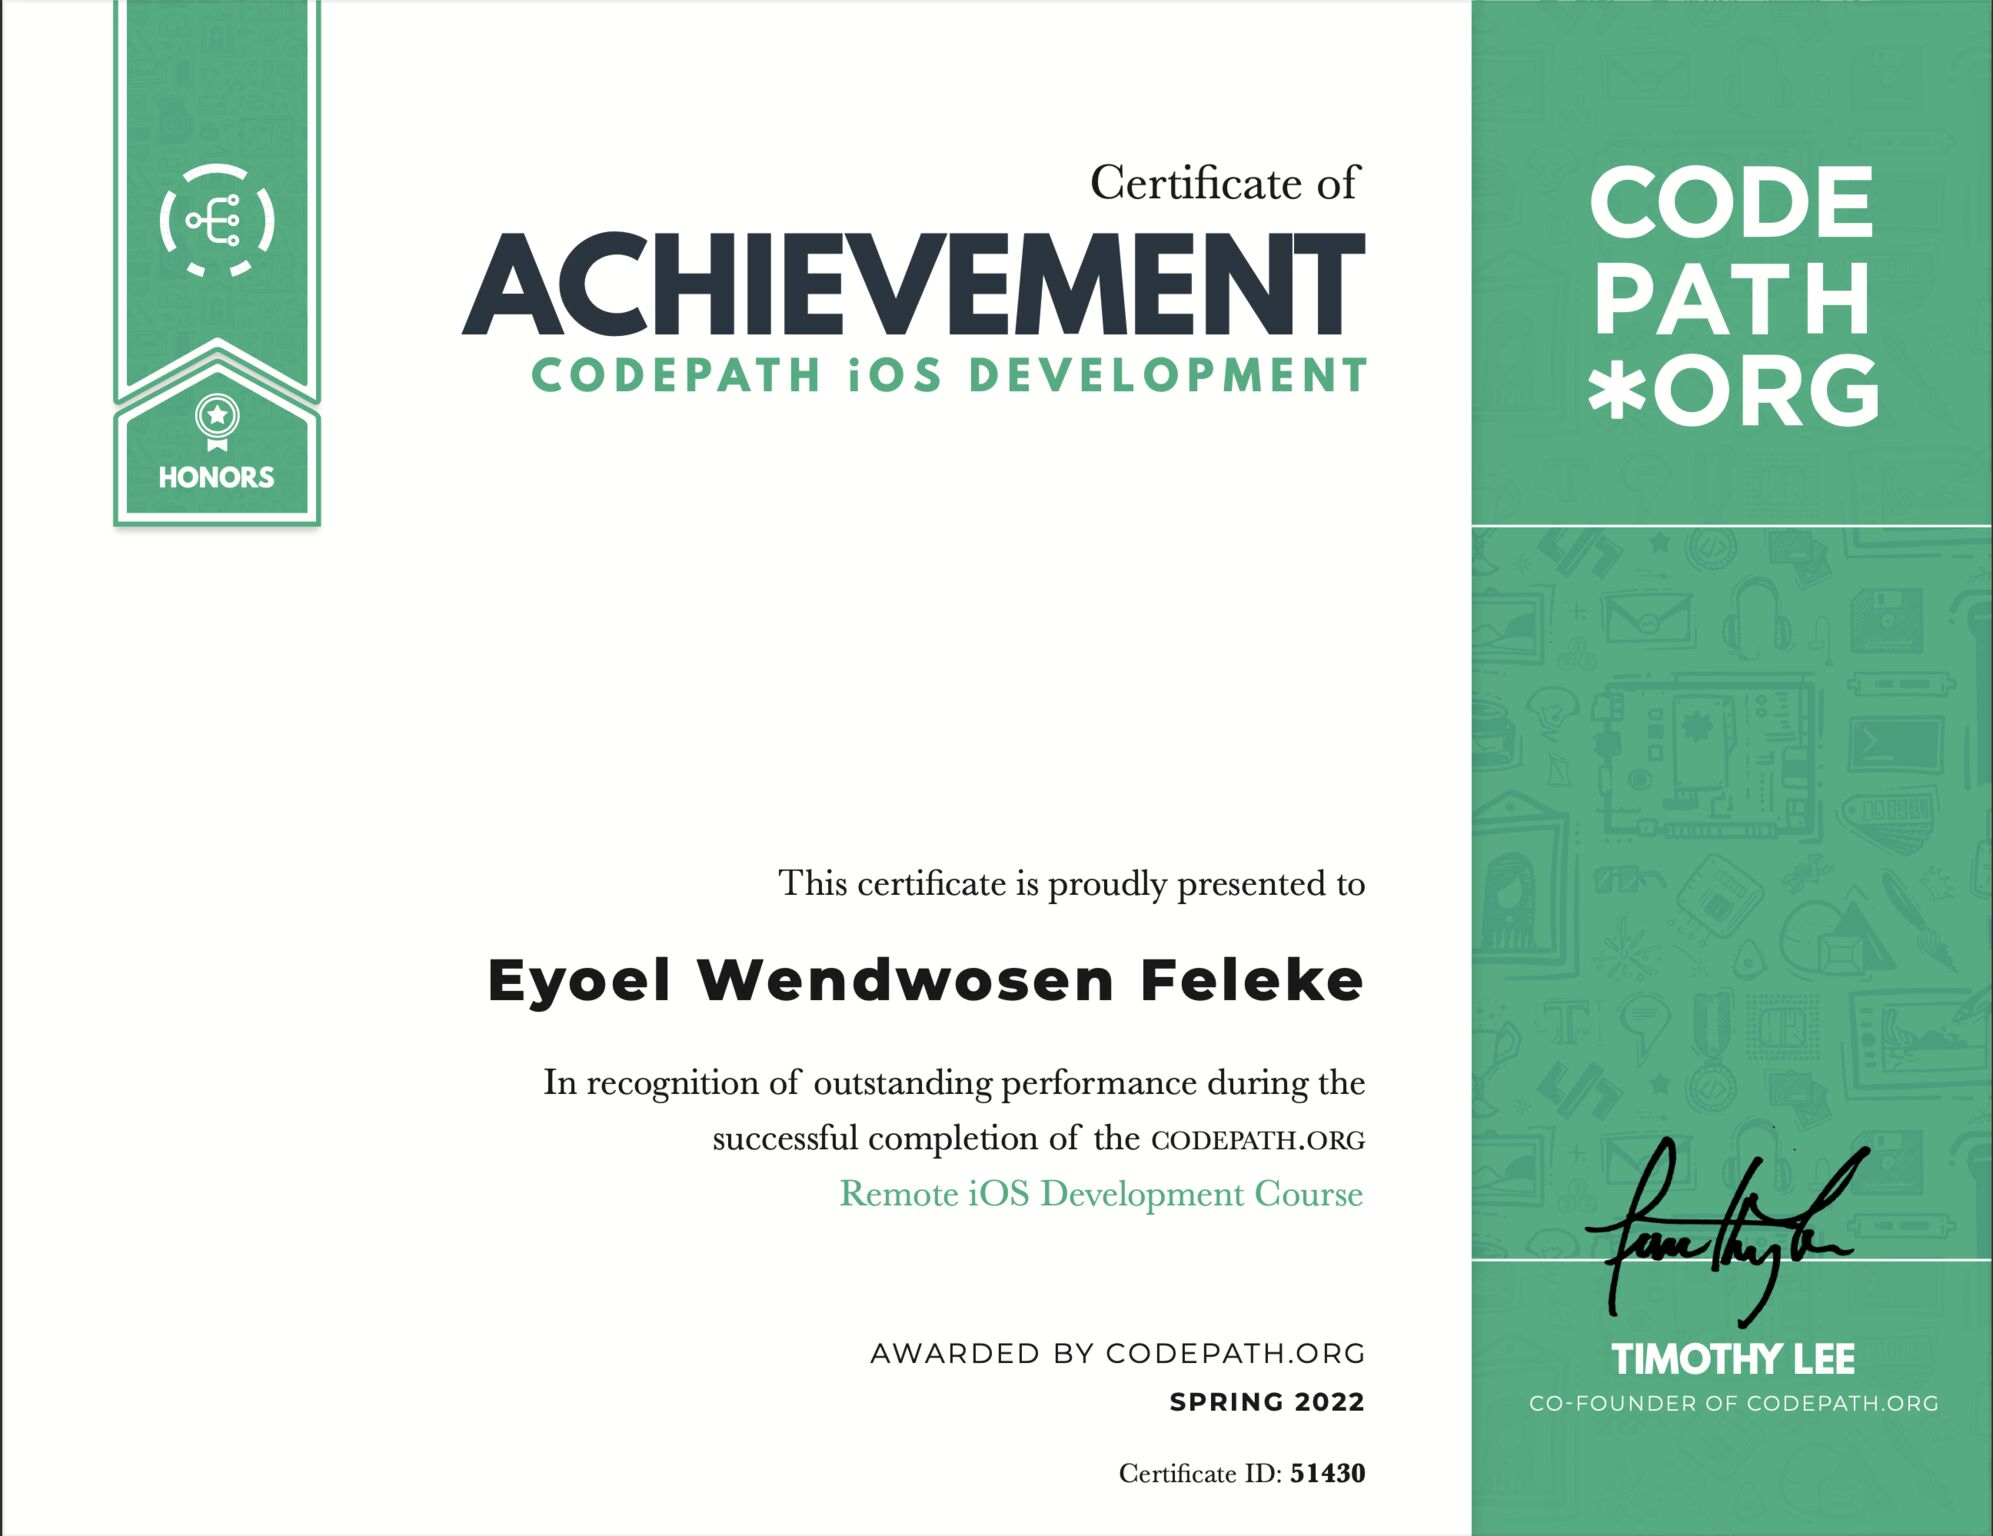 HONORS
Certificate of
ACHIEVEMENT
CODEPATH iOS DEVELOPMENT
This certificate is proudly presented to
Eyoel Wendwosen Feleke
In recognition of outstanding performance during the
successful completion of the CODEPATH.ORG
Remote iOS Development Course
AWARDED BY CODEPATH.ORG
SPRING 2022
Certificate ID: 51430
CODE
PATH
*ORG
TIMOTHY LEE
CO-FOUNDER OF CODEPATH.ORG